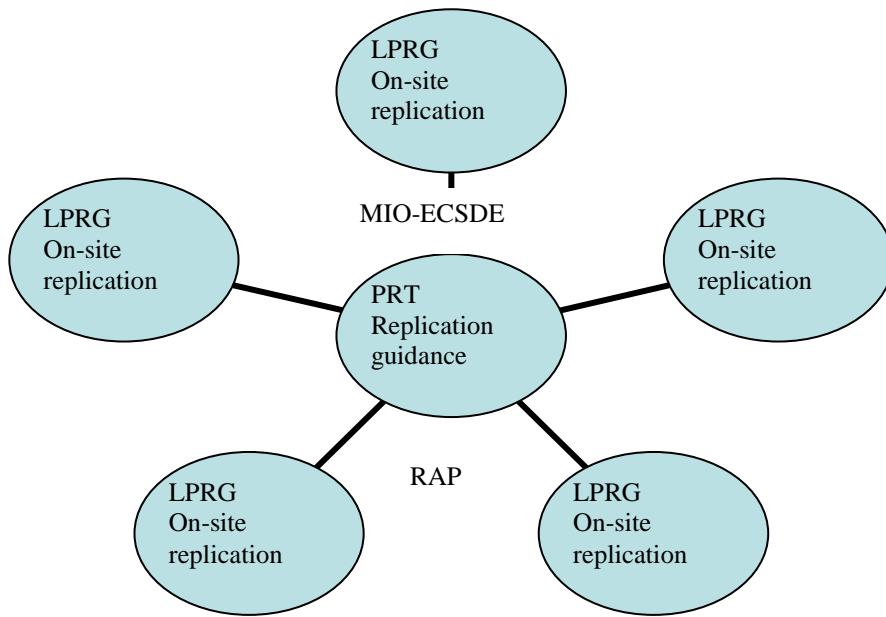 LPRG
On-site
replication
MIO-ECSDE
LPRG
On-site
replication
LPRG
On-site
replication
PRT
Replication
guidance
RAP
LPRG
On-site
replication
LPRG
On-site
replication